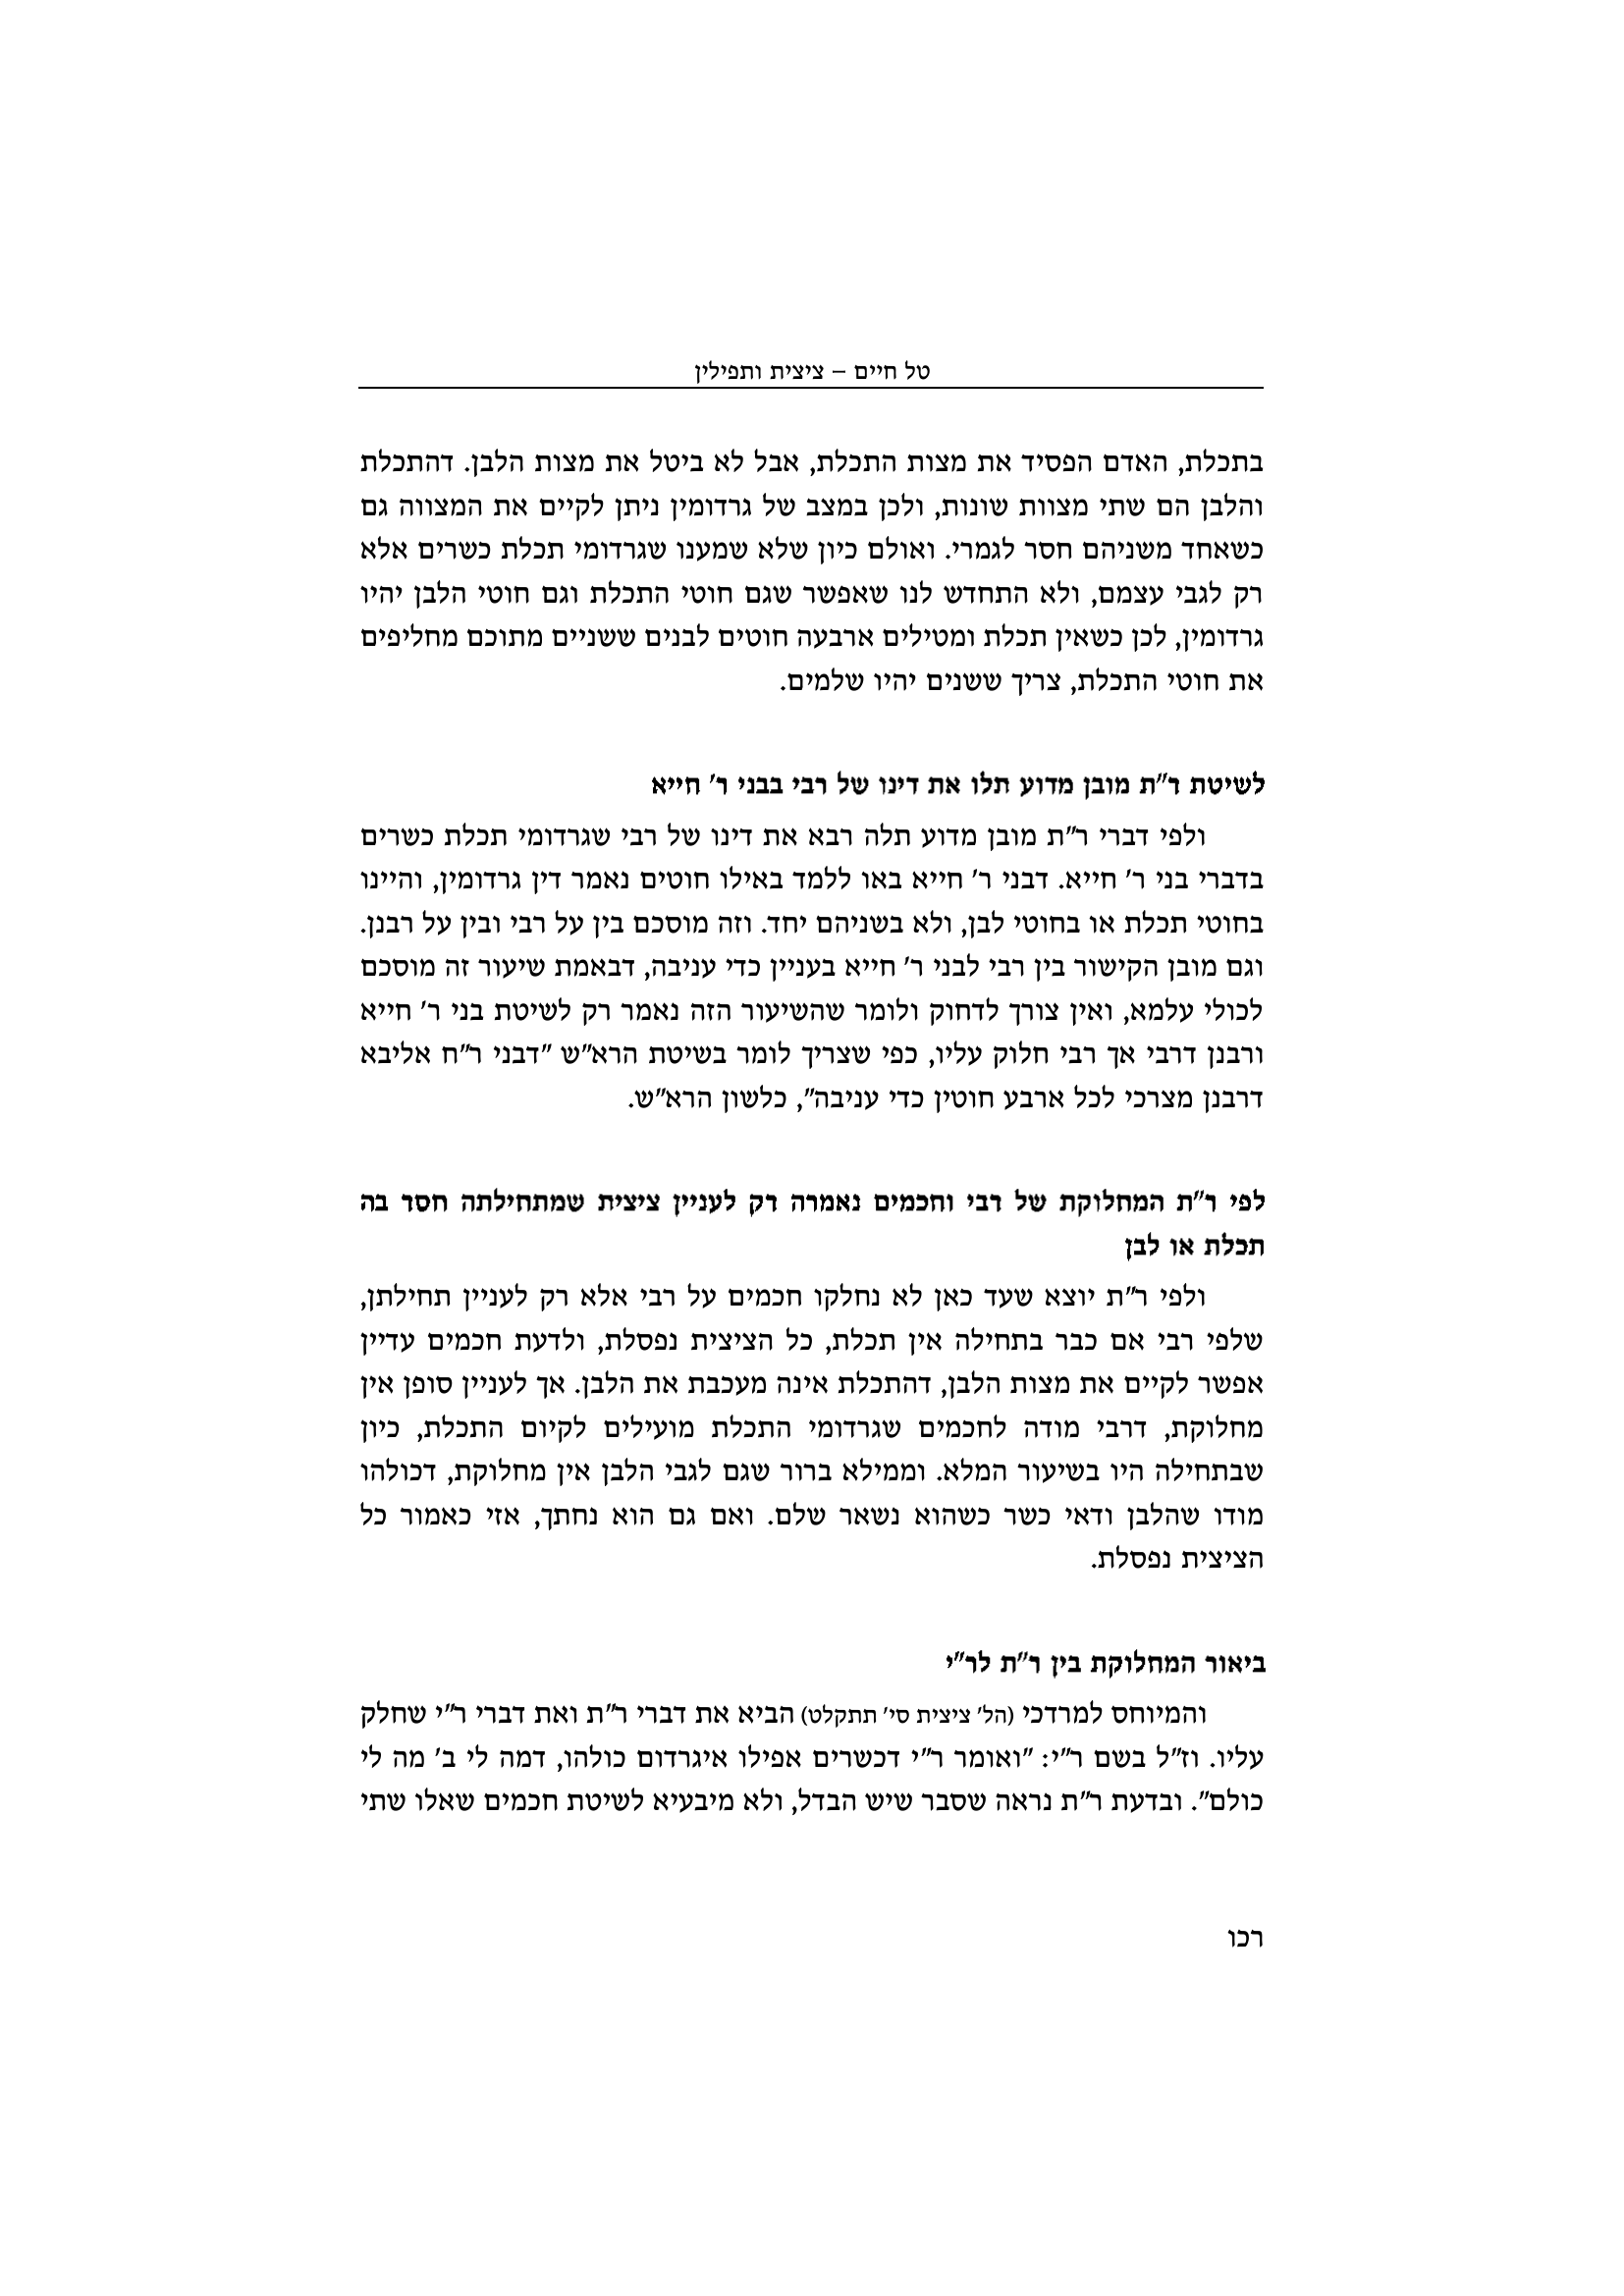 טל חיים – ציצית ותפילין
בתכלת, האדם הפסיד את מצות התכלת, אבל לא ביטל את מצות הלבן. דהתכלת
והלבן הם שתי מצוות שונות, ולכן במצב של גרדומין ניתן לקיים את המצווה גם
כשאחד משניהם חסר לגמרי. ואולם כיון שלא שמענו שגרדומי תכלת כשרים אלא
רק לגבי עצמם, ולא התחדש לנו שאפשר שגם חוטי התכלת וגם חוטי הלבן יהיו
גרדומין, לכן כשאין תכלת ומטילים ארבעה חוטים לבנים ששניים מתוכם מחליפים
את חוטי התכלת, צריך ששנים יהיו שלמים.
לשיטת ר״ת מובן מדוע תלו את דינו של רבי בבני ר׳ חייא
ולפי דברי ר״ת מובן מדוע תלה רבא את דינו של רבי שגרדומי תכלת כשרים
בדברי בני ר׳ חייא. דבני ר׳ חייא באו ללמד באילו חוטים נאמר דין גרדומין, והיינו
בחוטי תכלת או בחוטי לבן, ולא בשניהם יחד. וזה מוסכם בין על רבי ובין על רבנן.
וגם מובן הקישור בין רבי לבני ר׳ חייא בעניין כדי עניבה, דבאמת שיעור זה מוסכם
לכולי עלמא, ואין צורך לדחוק ולומר שהשיעור הזה נאמר רק לשיטת בני ר׳ חייא
ורבנן דרבי אך רבי חלוק עליו, כפי שצריך לומר בשיטת הרא״ש ״דבני ר״ח אליבא
דרבנן מצרכי לכל ארבע חוטין כדי עניבה״, כלשון הרא״ש.
לפי ר״ת המחלוקת של רבי וחכמים נאמרה רק לעניין ציצית שמתחילתה חסר בה
תכלת או לבן
ולפי ר״ת יוצא שעד כאן לא נחלקו חכמים על רבי אלא רק לעניין תחילתן,
שלפי רבי אם כבר בתחילה אין תכלת, כל הציצית נפסלת, ולדעת חכמים עדיין
אפשר לקיים את מצות הלבן, דהתכלת אינה מעכבת את הלבן. אך לעניין סופן אין
מחלוקת, דרבי מודה לחכמים שגרדומי התכלת מועילים לקיום התכלת, כיון
שבתחילה היו בשיעור המלא. וממילא ברור שגם לגבי הלבן אין מחלוקת, דכולהו
מודו שהלבן ודאי כשר כשהוא נשאר שלם. ואם גם הוא נחתך, אזי כאמור כל
הציצית נפסלת.
ביאור המחלוקת בין ר״ת לר״י
והמיוחס למרדכי (הל׳ ציצית סי׳ תתקלט) הביא את דברי ר״ת ואת דברי ר״י שחלק
עליו. וז״ל בשם ר״י: ״ואומר ר״י דכשרים אפילו איגרדום כולהו, דמה לי ב׳ מה לי
כולם״. ובדעת ר״ת נראה שסבר שיש הבדל, ולא מיבעיא לשיטת חכמים שאלו שתי
רכו